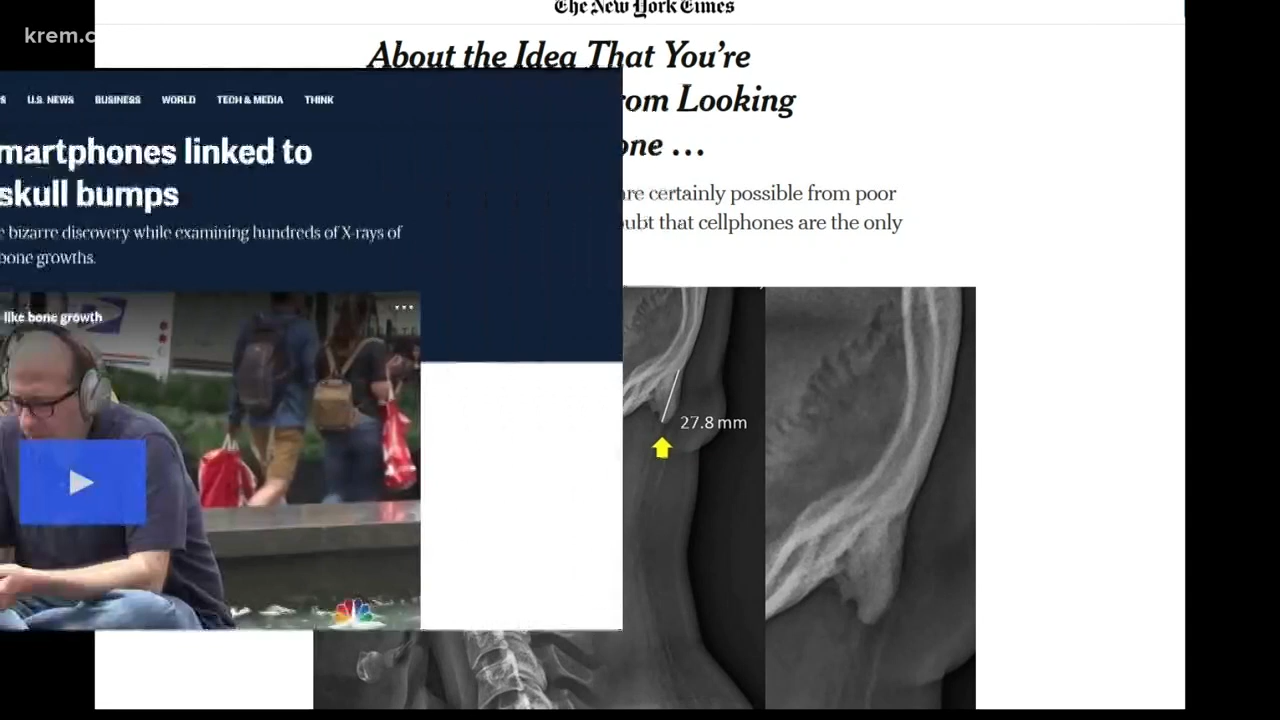 The New York Times
krem.c
About the Idea That You're
om Looking
one ...
U.S. NEWS BUSINESS WORLD TECH & MEDIA THINK
martphones linked to
skull bumps
are certainly possible from poor
ubt that cellphones are the only
bizarre discovery while examining hundreds of X-rays of
bone growths.
like bone growth
27.8 mm